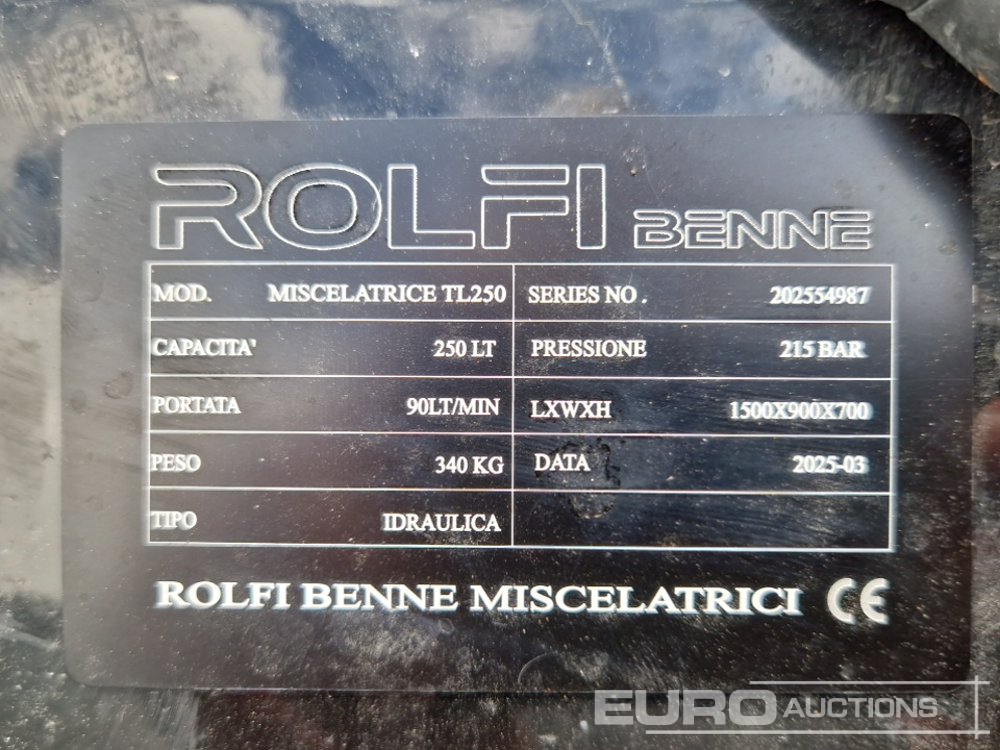 ROLFI BENNE
MOD. MISCELATRICE TL250 SERIES NO. 202554987
CAPACITA' 250 LT PRESSIONE 215 BAR
PORTATA 90LT/MIN LXWXH 1500X900X700
PESO 340 KG DATA 2025-03
TIPO IDRAULICA
ROLFI BENNE MISCELATRICI CE
EURO AUCTIONS